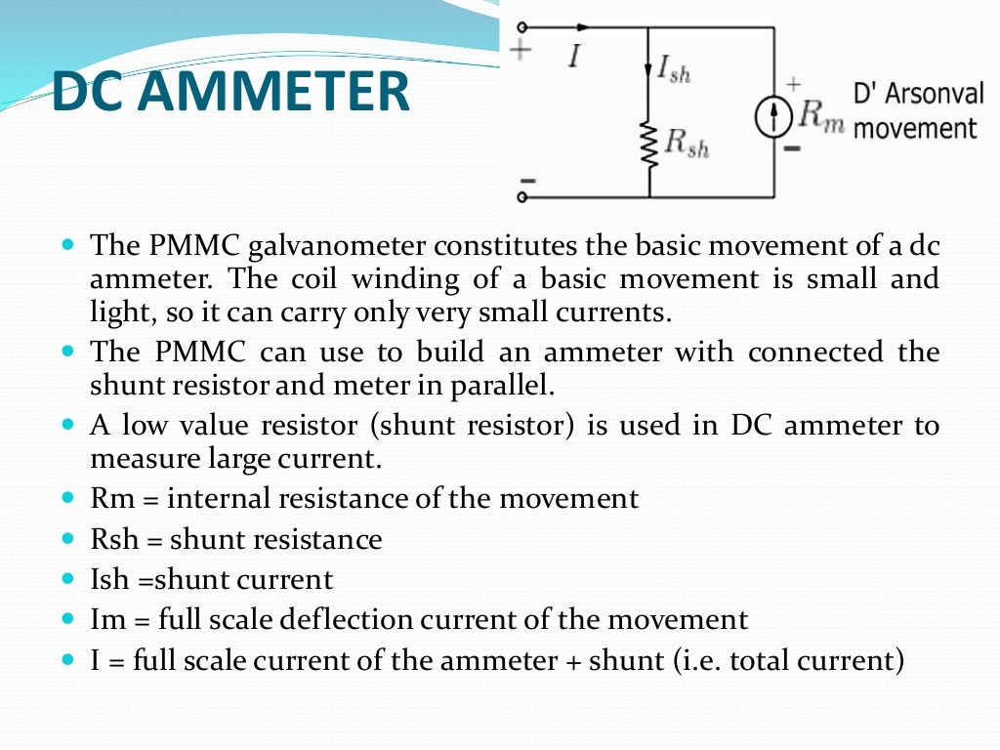 DC AMMETER
+
I
I_sh
R_sh
+
R_m
D' Arsonval
movement
−
−
• The PMMC galvanometer constitutes the basic movement of a dc
ammeter. The coil winding of a basic movement is small and
light, so it can carry only very small currents.
• The PMMC can use to build an ammeter with connected the
shunt resistor and meter in parallel.
• A low value resistor (shunt resistor) is used in DC ammeter to
measure large current.
• Rm = internal resistance of the movement
• Rsh = shunt resistance
• Ish =shunt current
• Im = full scale deflection current of the movement
• I = full scale current of the ammeter + shunt (i.e. total current)